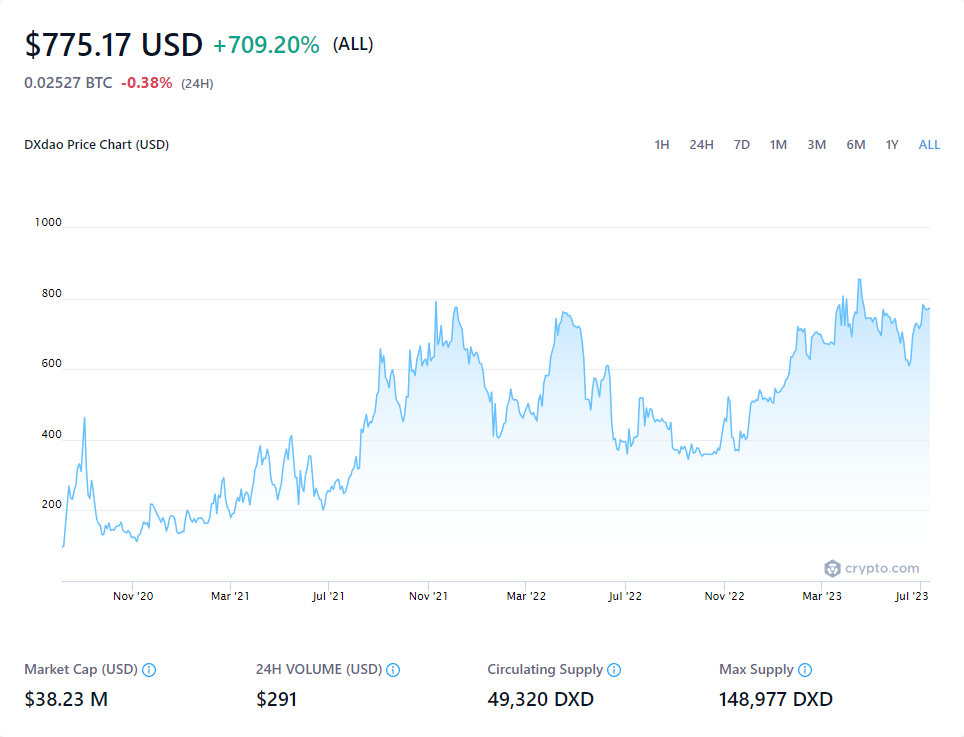 $775.17 USD +709.20% (ALL)
0.02527 BTC -0.38% (24H)
DXdao Price Chart (USD) 1H 24H 7D 1M 3M 6M 1Y ALL
1000
800
600
400
200
crypto.com
Nov '20 Mar '21 Jul '21 Nov '21 Mar '22 Jul '22 Nov '22 Mar '23 Jul '23
Market Cap (USD) 24H VOLUME (USD) Circulating Supply Max Supply
$38.23 M $291 49,320 DXD 148,977 DXD